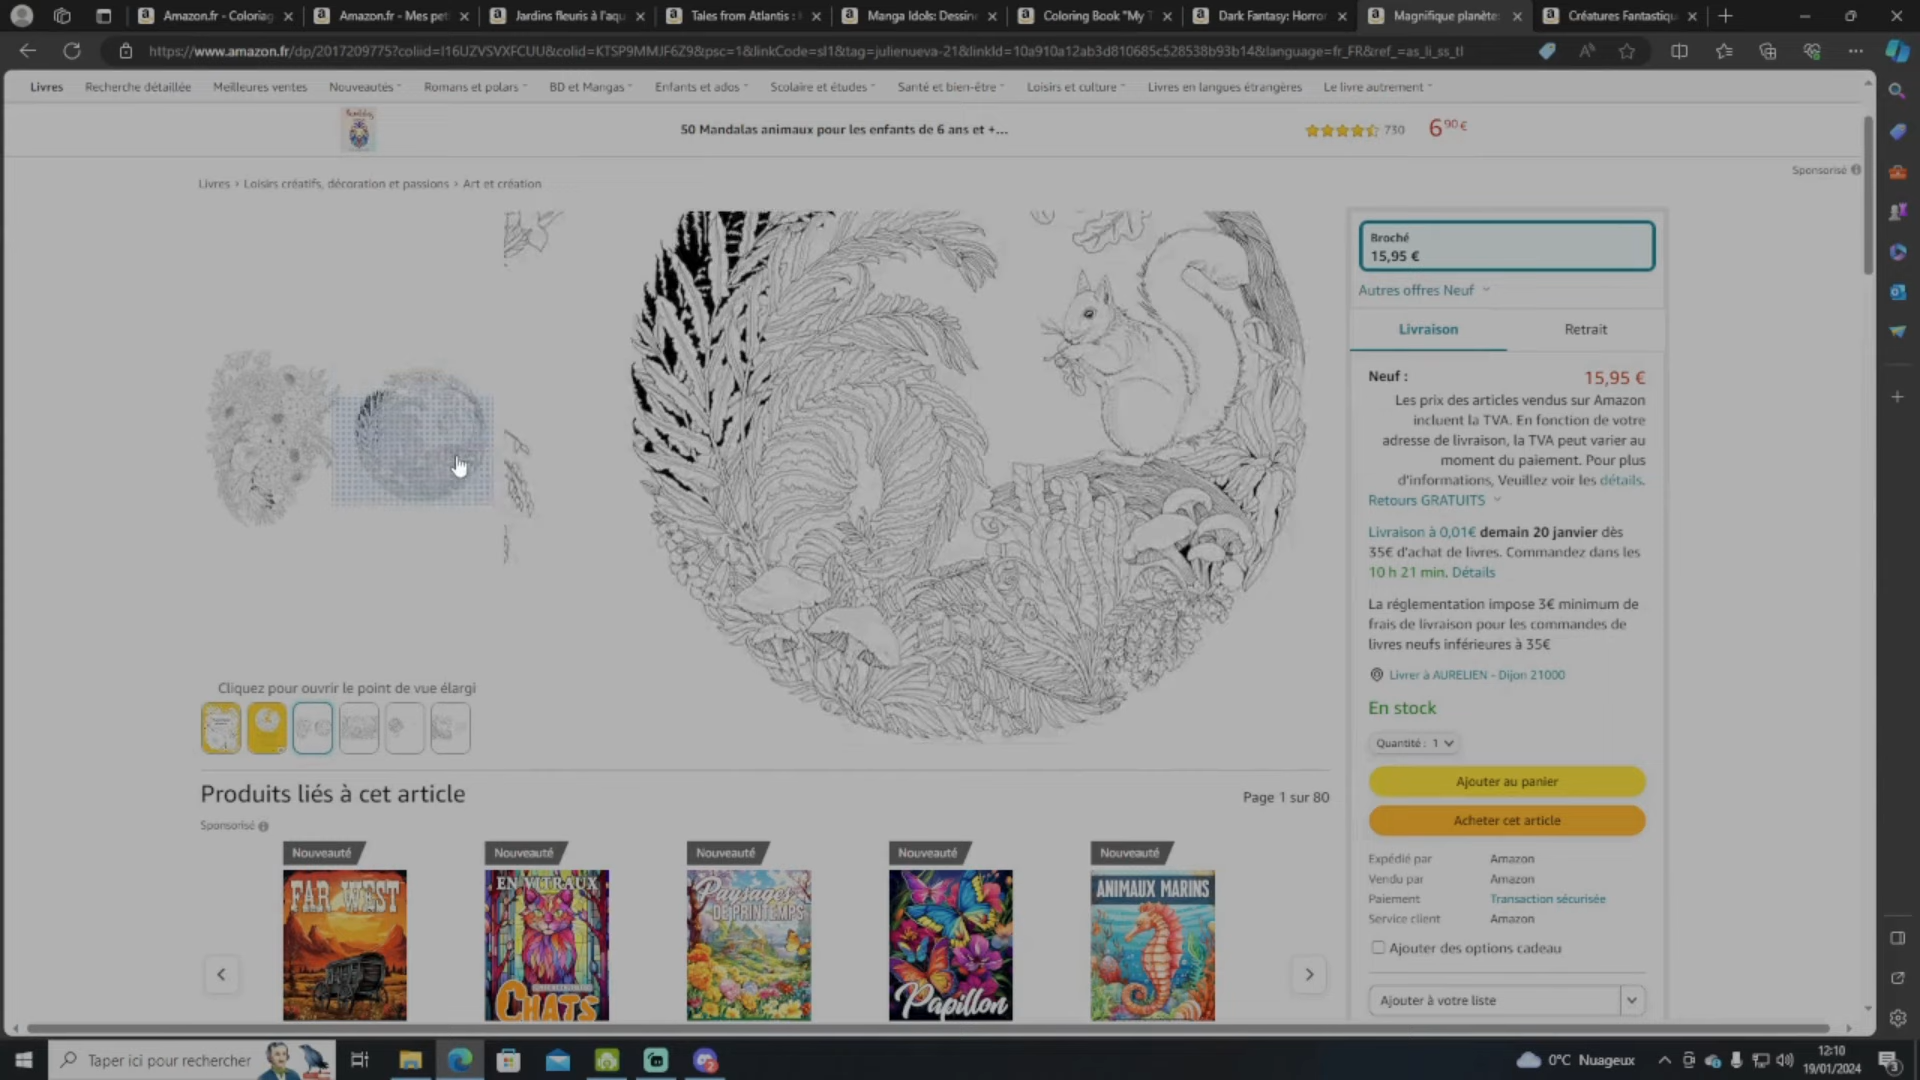 Amazon.fr - Coloriag
Amazon.fr - Mes pet
Jardins fleuris à l'aqu
Tales from Atlantis :
Manga Idols: Dessin
Coloring Book "My T
Dark Fantasy: Horror
Magnifique planète:
Créatures Fantastiqu
https://www.amazon.fr/dp/2017209775?coliid=I16UZVSVXFCUU&colid=KTSP9MMJF6Z9&psc=1&linkCode=sl1&tag=julienueva-21&linkId=10a910a12ab3d810685c528538b93b14&language=fr_FR&ref_=as_li_ss_tl
Livres
Recherche détaillée
Meilleures ventes
Nouveautés
Romans et polars
BD et Mangas
Enfants et ados
Scolaire et études
Santé et bien-être
Loisirs et culture
Livres en langues étrangères
Le livre autrement
50 Mandalas animaux pour les enfants de 6 ans et +...
730
6,90 €
Sponsorisé
Livres › Loisirs créatifs, décoration et passions › Art et création
Broché
15,95 €
Autres offres Neuf
Livraison
Retrait
Neuf :
15,95 €
Les prix des articles vendus sur Amazon
incluent la TVA. En fonction de votre
adresse de livraison, la TVA peut varier au
moment du paiement. Pour plus
d'informations, Veuillez voir les détails.
Retours GRATUITS
Livraison à 0,01€ demain 20 janvier dès
35€ d'achat de livres. Commandez dans les
10 h 21 min. Détails
La réglementation impose 3€ minimum de
frais de livraison pour les commandes de
livres neufs inférieures à 35€
Livrer à AURELIEN - Dijon 21000
En stock
Quantité : 1
Ajouter au panier
Acheter cet article
Expédié par Amazon
Vendu par Amazon
Paiement Transaction sécurisée
Service client Amazon
Ajouter des options cadeau
Ajouter à votre liste
Cliquez pour ouvrir le point de vue élargi
Produits liés à cet article
Page 1 sur 80
Sponsorisé
Nouveauté
Nouveauté
Nouveauté
Nouveauté
Nouveauté
FAR WEST
EN VITRAUX
CHATS
Paysages
DE PRINTEMPS
Papillon
ANIMAUX MARINS
Taper ici pour rechercher
0°C Nuageux
12:10
19/01/2024
3